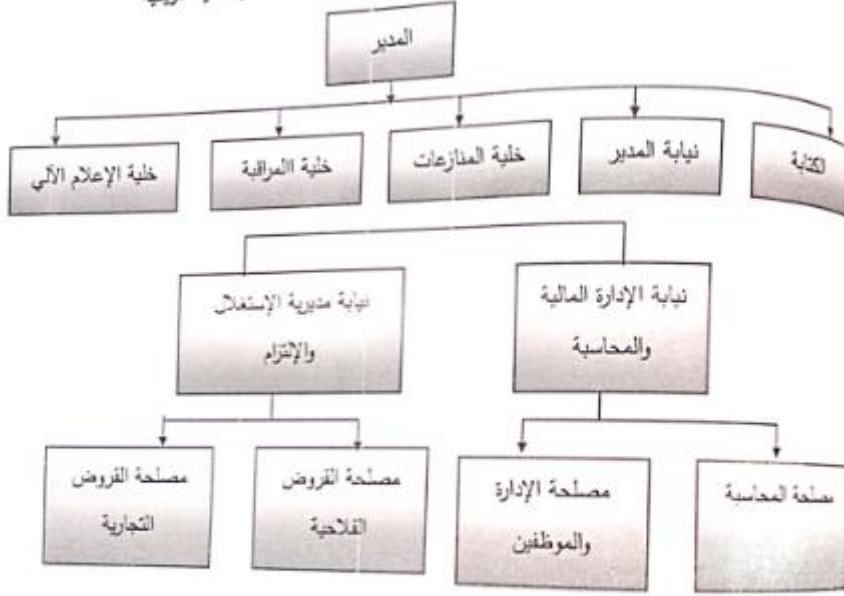 المدير
الكتابة
نيابة المدير
خلية المنازعات
خلية االمراقبة
خلية الإعلام الآلي
نيابة الإدارة المالية
والمحاسبة
نيابة مديرية الإستغلال
والإلتزام
مصلحة المحاسبة
مصلحة الإدارة
والموظفين
مصلحة القروض
الفلاحية
مصلحة القروض
التجارية